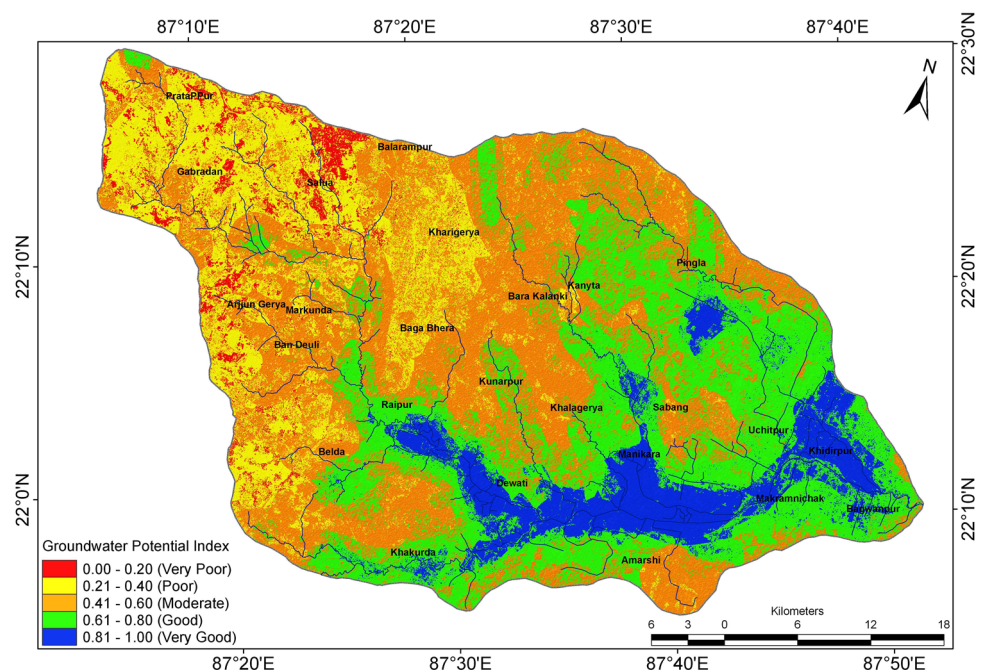 87°10'E 87°20'E 87°30'E 87°40'E
22°30'N
N
PrataPPur
Balarampur
Gabradan
Salua
Kharigerya
22°10'N
Pingla
22°20'N
Kanyta
Bara Kalanki
Arjun Gerya
Markunda
Baga Bhera
Ban Deuli
Kunarpur
Raipur
Khalagerya
Sabang
Uchitpur
Belda
Manikara
Khidirpur
Dewati
22°0'N
Makramnichak
22°10'N
Khakurda
Amarshi
Groundwater Potential Index
0.00 - 0.20 (Very Poor)
0.21 - 0.40 (Poor)
0.41 - 0.60 (Moderate)
0.61 - 0.80 (Good)
0.81 - 1.00 (Very Good)
Kilometers
6 3 0 6 12 18
87°20'E 87°30'E 87°40'E 87°50'E